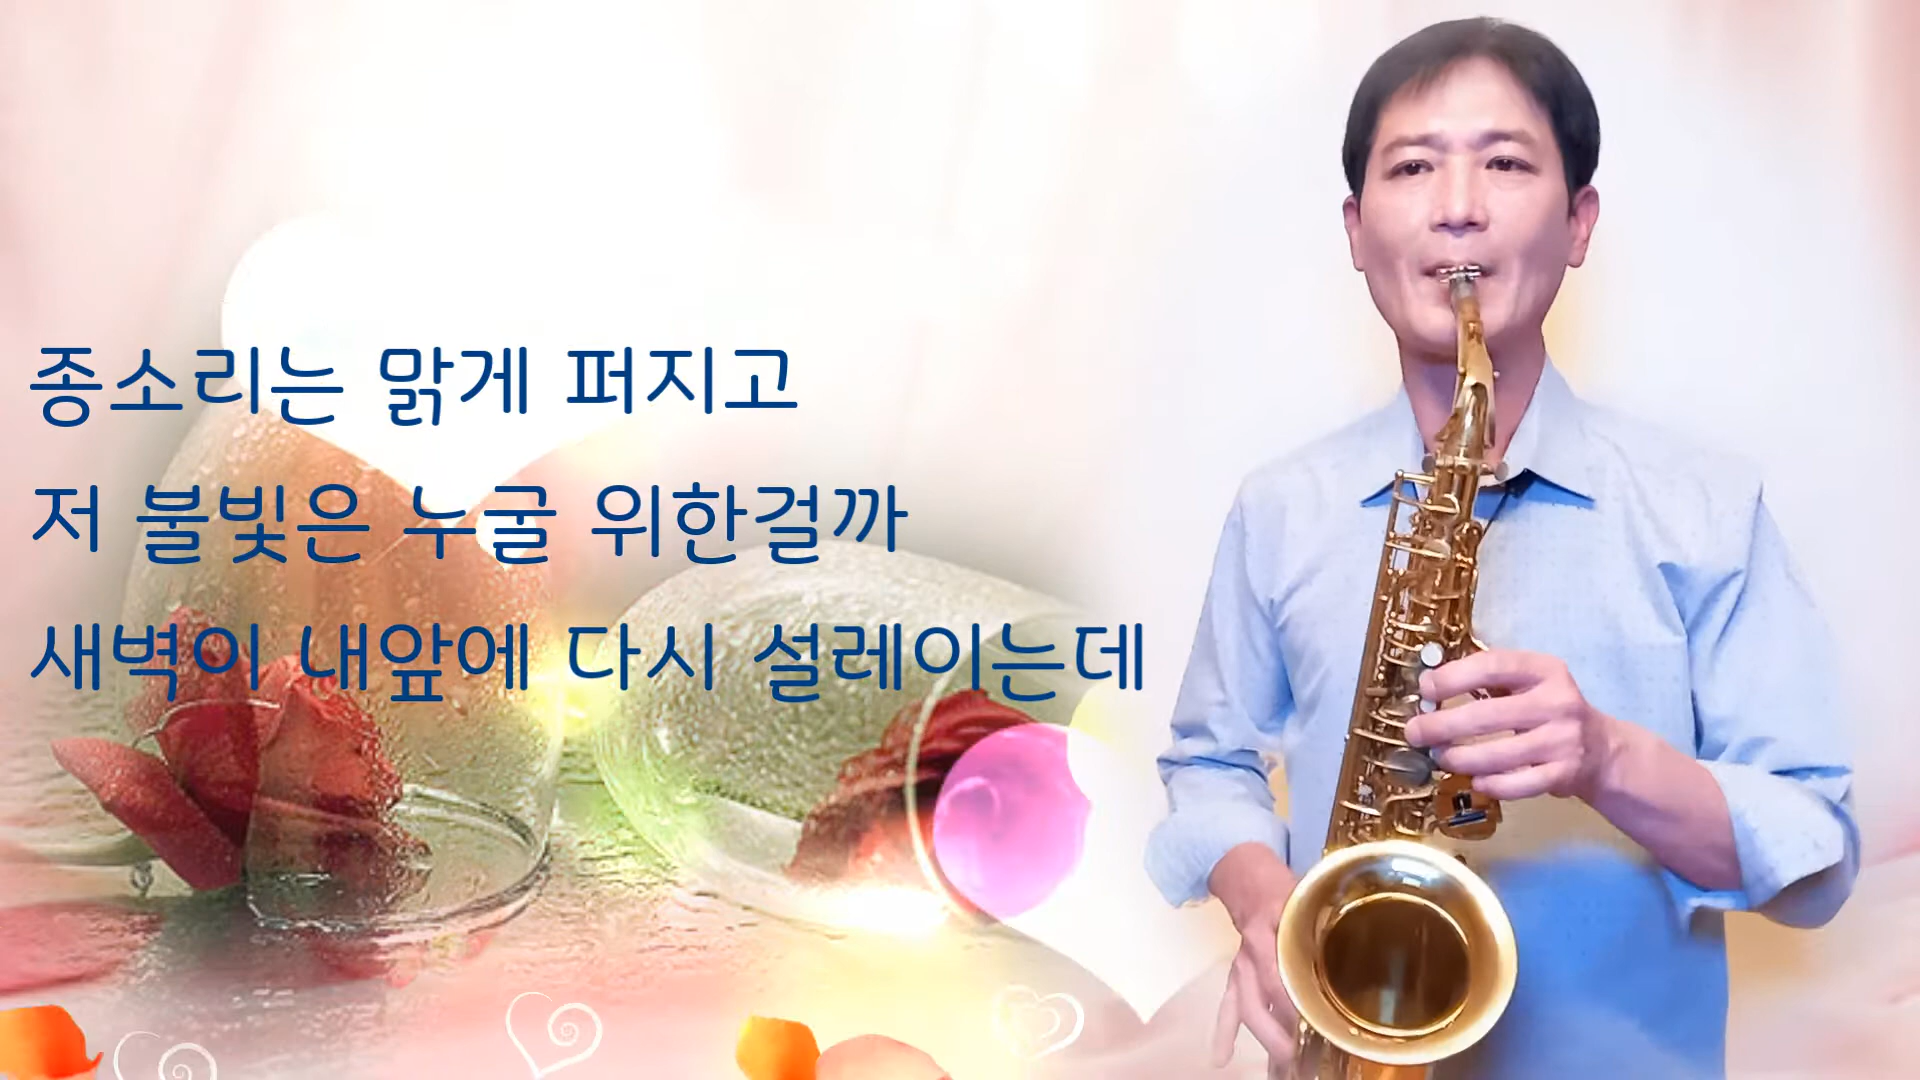 종소리는 맑게 퍼지고
저 불빛은 누굴 위한걸까
새벽이 내앞에 다시 설레이는데